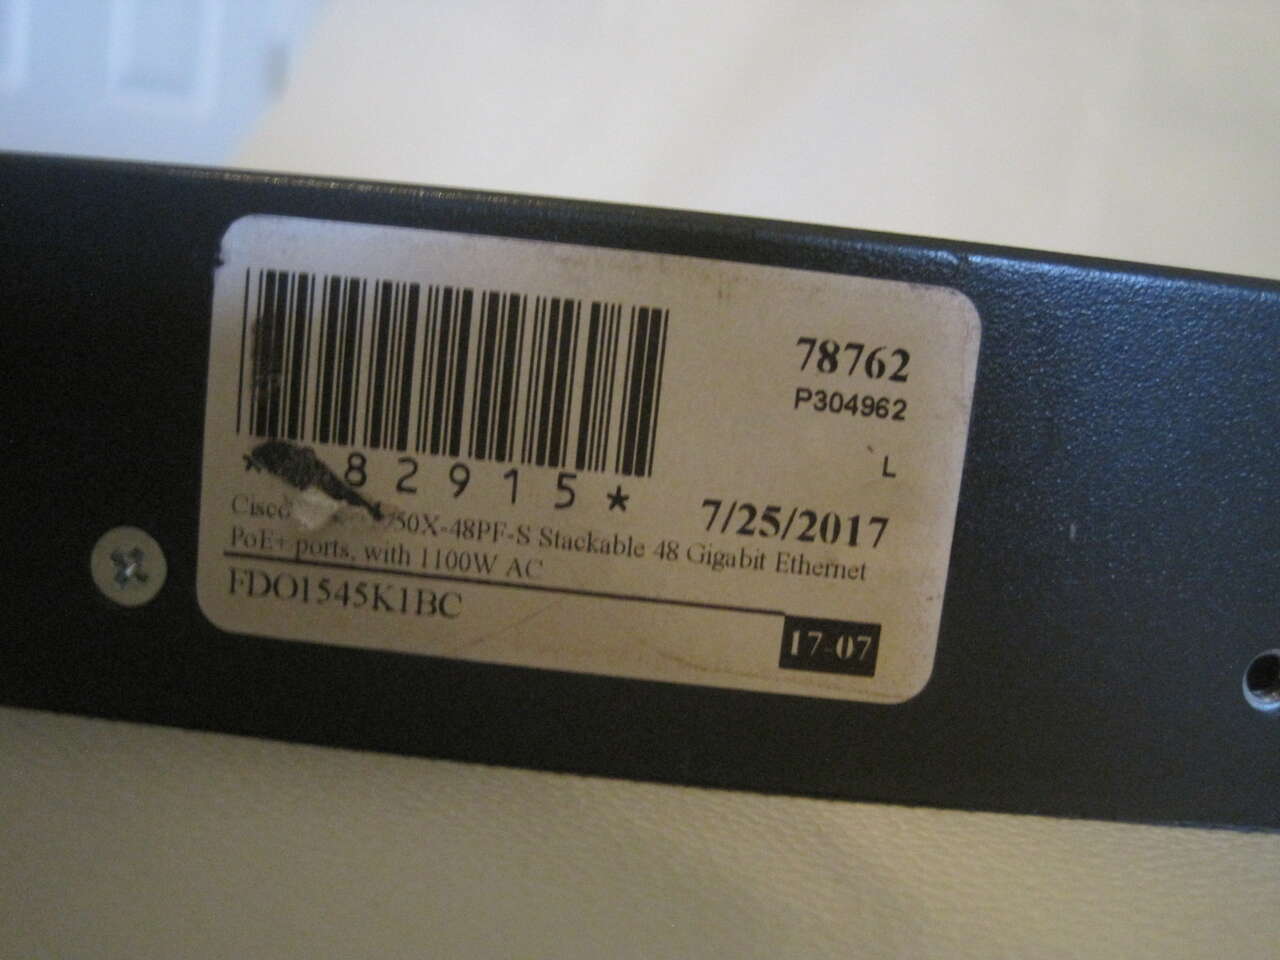 78762
P304962
L
82915*
7/25/2017
Cisco 50X-48PF-S Stackable 48 Gigabit Ethernet
PoE+ ports, with 1100W AC
FDO1545K1BC
17-07